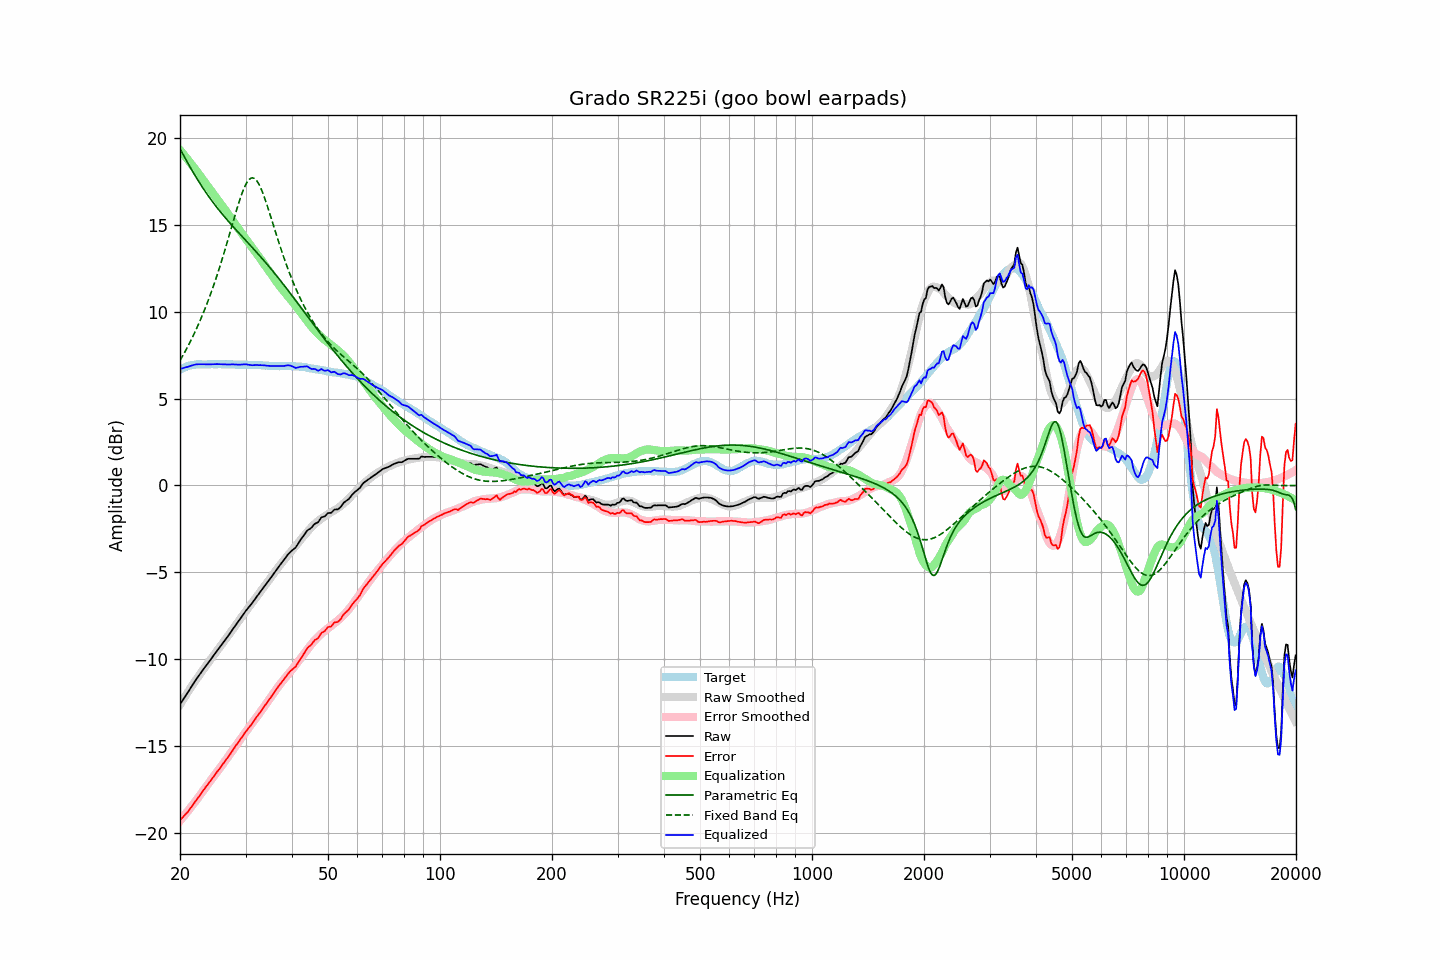 Grado SR225i (goo bowl earpads)
20
15
10
5
0
−5
−10
−15
−20
Amplitude (dBr)
Target
Raw Smoothed
Error Smoothed
Raw
Error
Equalization
Parametric Eq
Fixed Band Eq
Equalized
20 50 100 200 500 1000 2000 5000 10000 20000
Frequency (Hz)